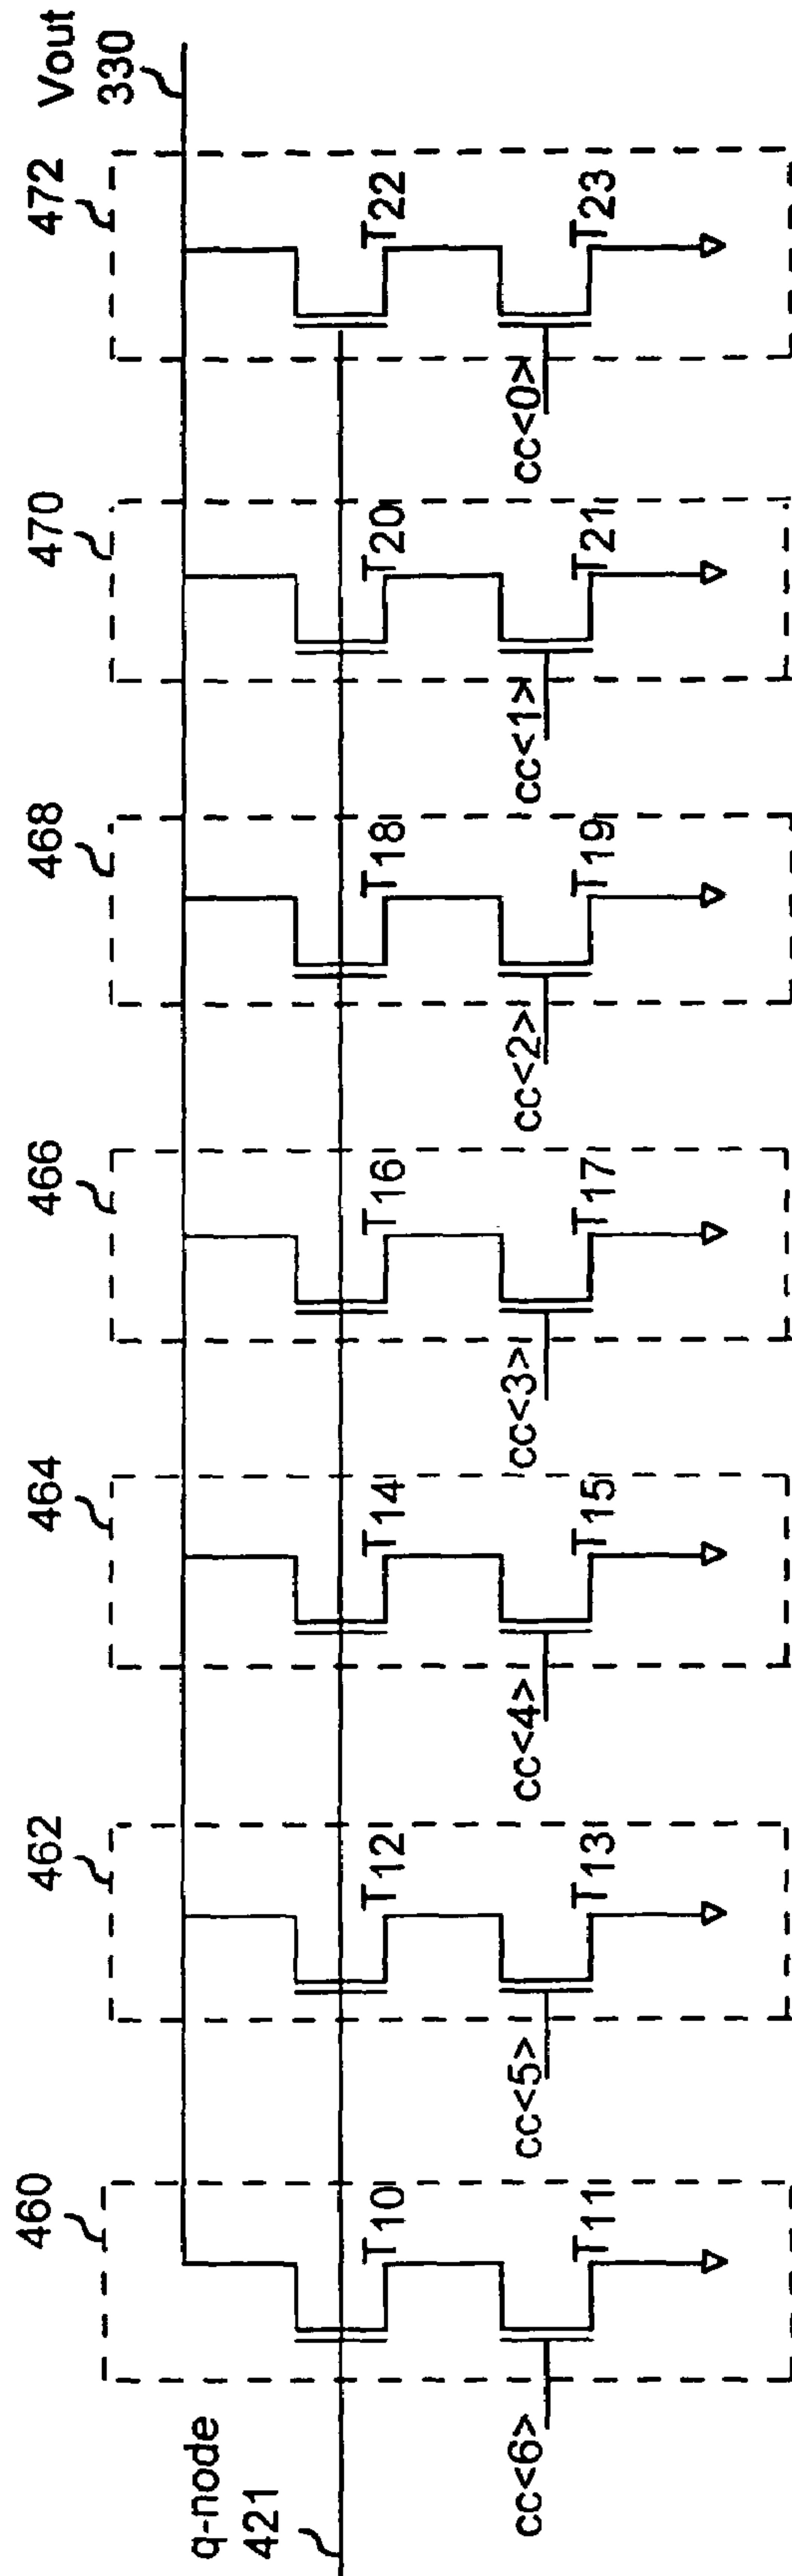 Vout
330
472
470
468
466
464
462
460
T22
T20
T18
T16
T14
T12
T10
T23
T21
T19
T17
T15
T13
T11
cc<0>
cc<1>
cc<2>
cc<3>
cc<4>
cc<5>
cc<6>
q-node
421